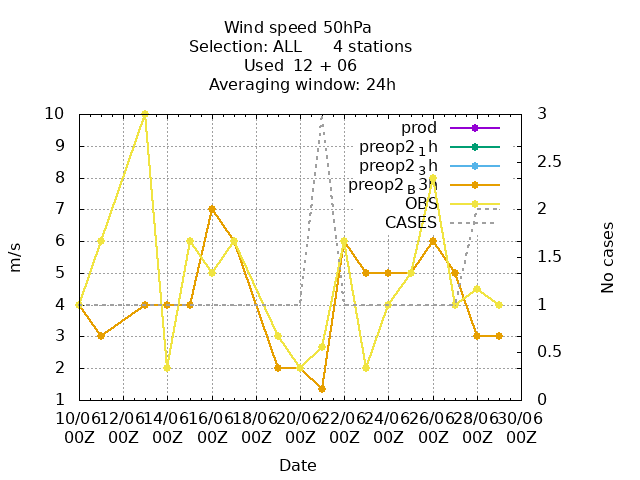 Wind speed 50hPa
Selection: ALL 4 stations
Used 12 + 06
Averaging window: 24h
10
9
8
7
6
5
4
3
2
1
3
2.5
2
1.5
1
0.5
0
prod
preop2 1h
preop2 3h
preop2 B3h
OBS
CASES
m/s
No cases
10/06 12/06 14/06 16/06 18/06 20/06 22/06 24/06 26/06 28/06 30/06
00Z 00Z 00Z 00Z 00Z 00Z 00Z 00Z 00Z 00Z 00Z
Date